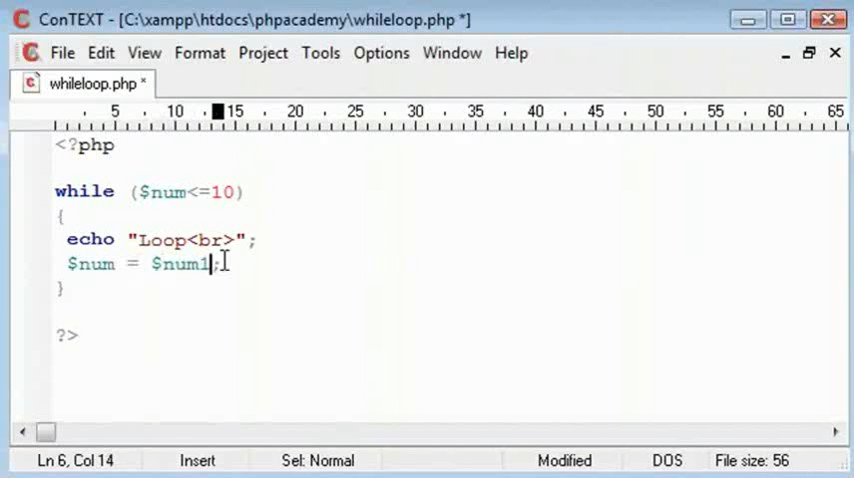 ConTEXT - [C:\xampp\htdocs\phpacademy\whileloop.php *]
File Edit View Format Project Tools Options Window Help
whileloop.php *
5 10 15 20 25 30 35 40 45 50 55 60 65
<?php
while ($num<=10)
{
echo "Loop<br>";
$num = $num1;
}
?>
Ln 6, Col 14 Insert Sel: Normal Modified DOS File size: 56